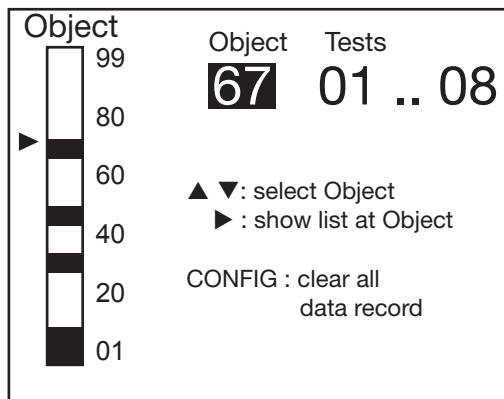 Object
99
80
60
40
20
01
Object Tests
67 01 .. 08
▲ ▼: select Object
▶ : show list at Object
CONFIG : clear all
data record